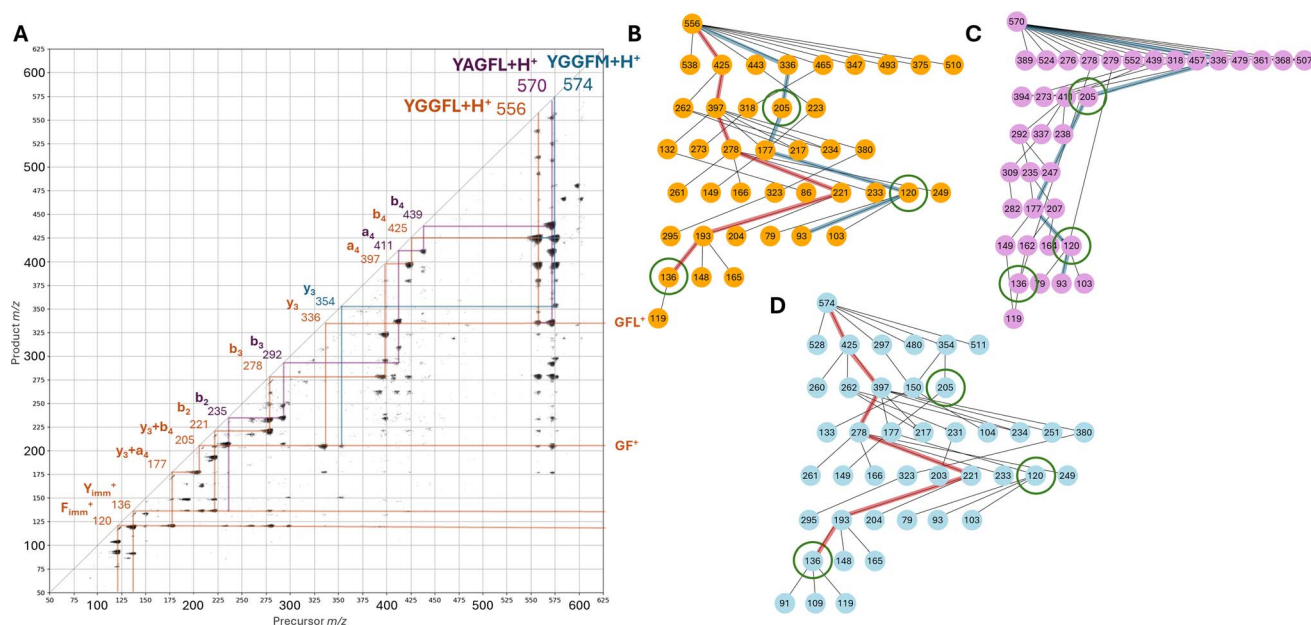 A
625
600
575
550
525
500
475
450
425
400
375
350
325
300
275
250
225
200
175
150
125
100
75
50
Product m/z
YAGFL+H⁺ YGGFM+H⁺
570 574
YGGFL+H⁺ 556
b₄ 439
b₄ 425
a₄ 411
a₄ 397
y₃ 354
y₃ 336
b₃ 292
b₃ 278
b₂ 235
b₂ 221
y₃+b₄ 205
y₃+a₄ 177
Yimm⁺ 136
Fimm⁺ 120
GFL⁺
GF⁺
50 75 100 125 150 175 200 225 250 275 300 325 350 375 400 425 450 475 500 525 550 575 600 625
Precursor m/z
B
556
538 425 443 336 465 347 493 375 510
262 397 318 205 223
132 273 278 177 217 234 380
261 149 166 323 86 221 233 120 249
295 193 204 79 93 103
136 148 165
119
C
570
389 524 276 278 279 552 439 318 457 336 479 361 368 507
394 273 411 205
292 337 238
309 235 247
282 177 207
149 162 164 120
136 79 93 103
119
D
574
528 425 297 480 354 511
260 262 397 150 205
133 278 177 217 231 104 234 251 380
261 149 166 323 203 221 233 120 249
295 193 204 79 93 103
136 148 165
91 109 119